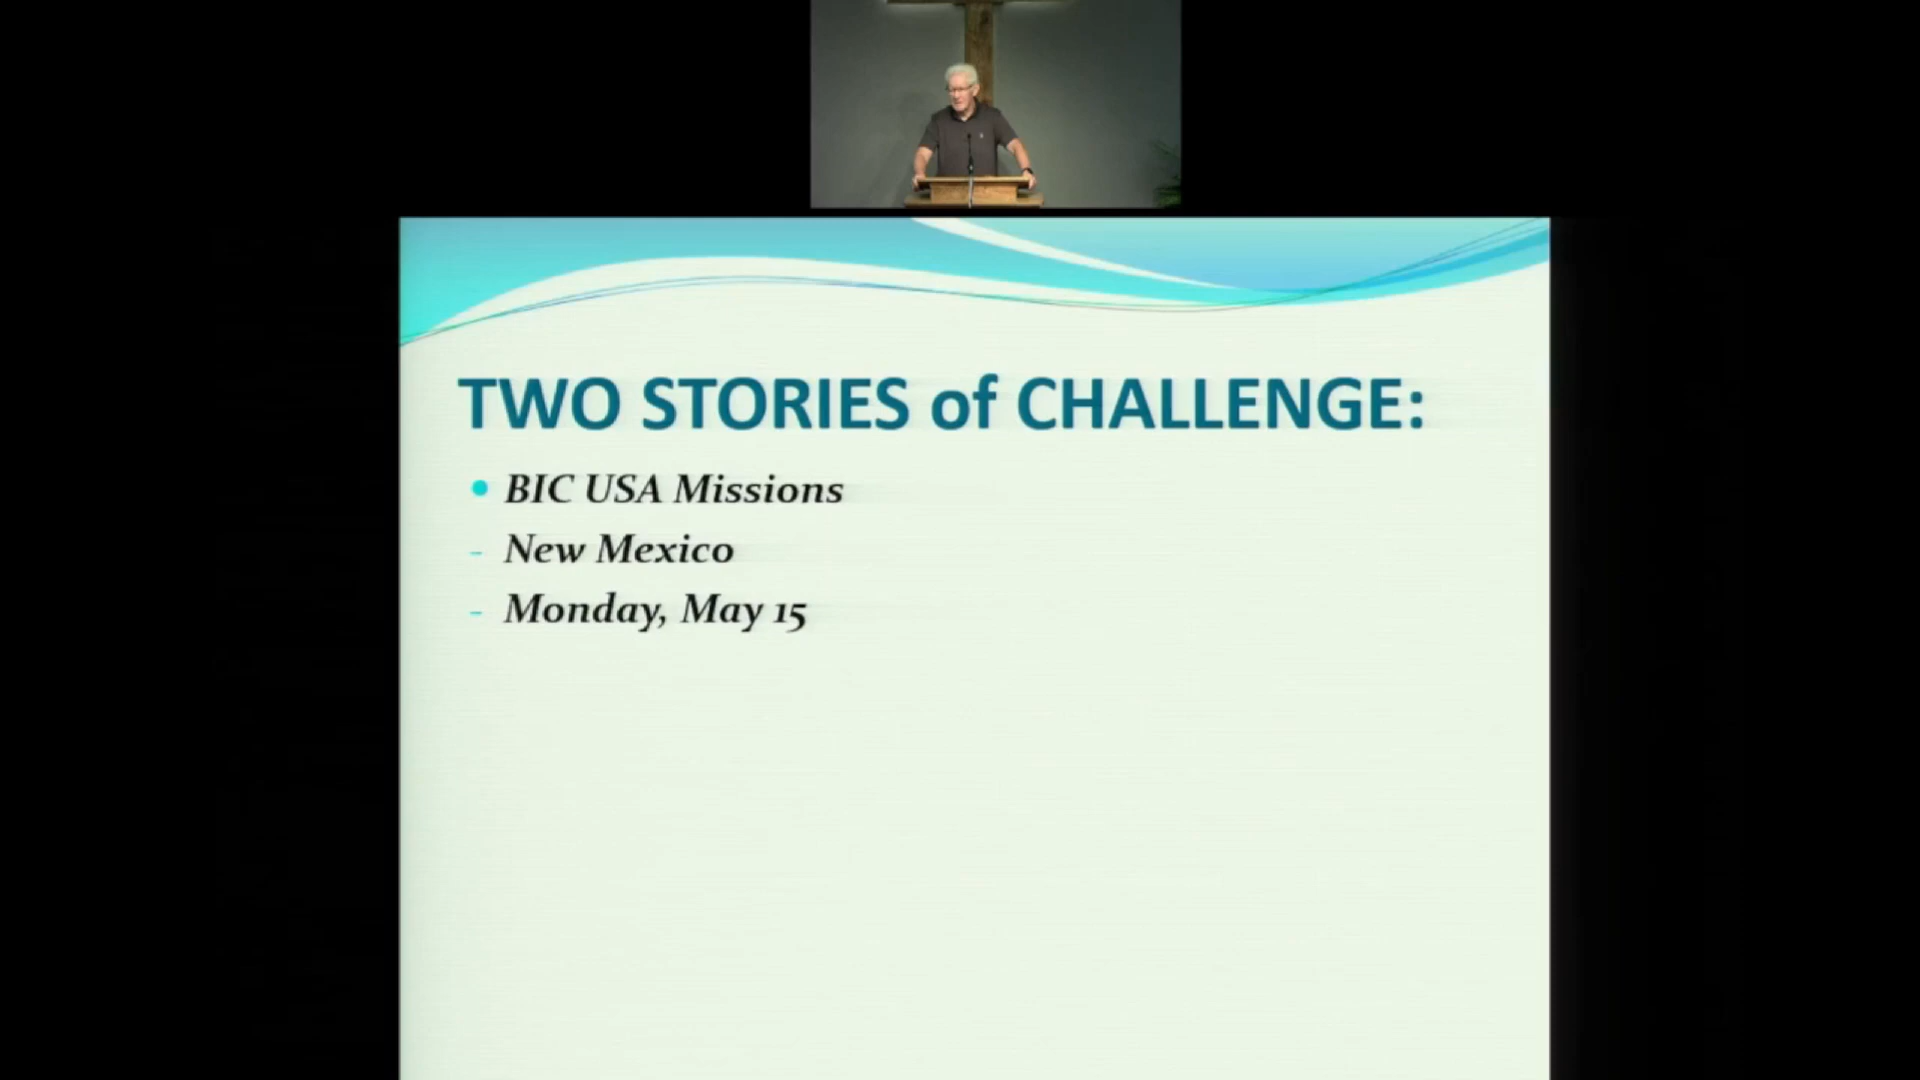 TWO STORIES of CHALLENGE:
• BIC USA Missions
- New Mexico
- Monday, May 15